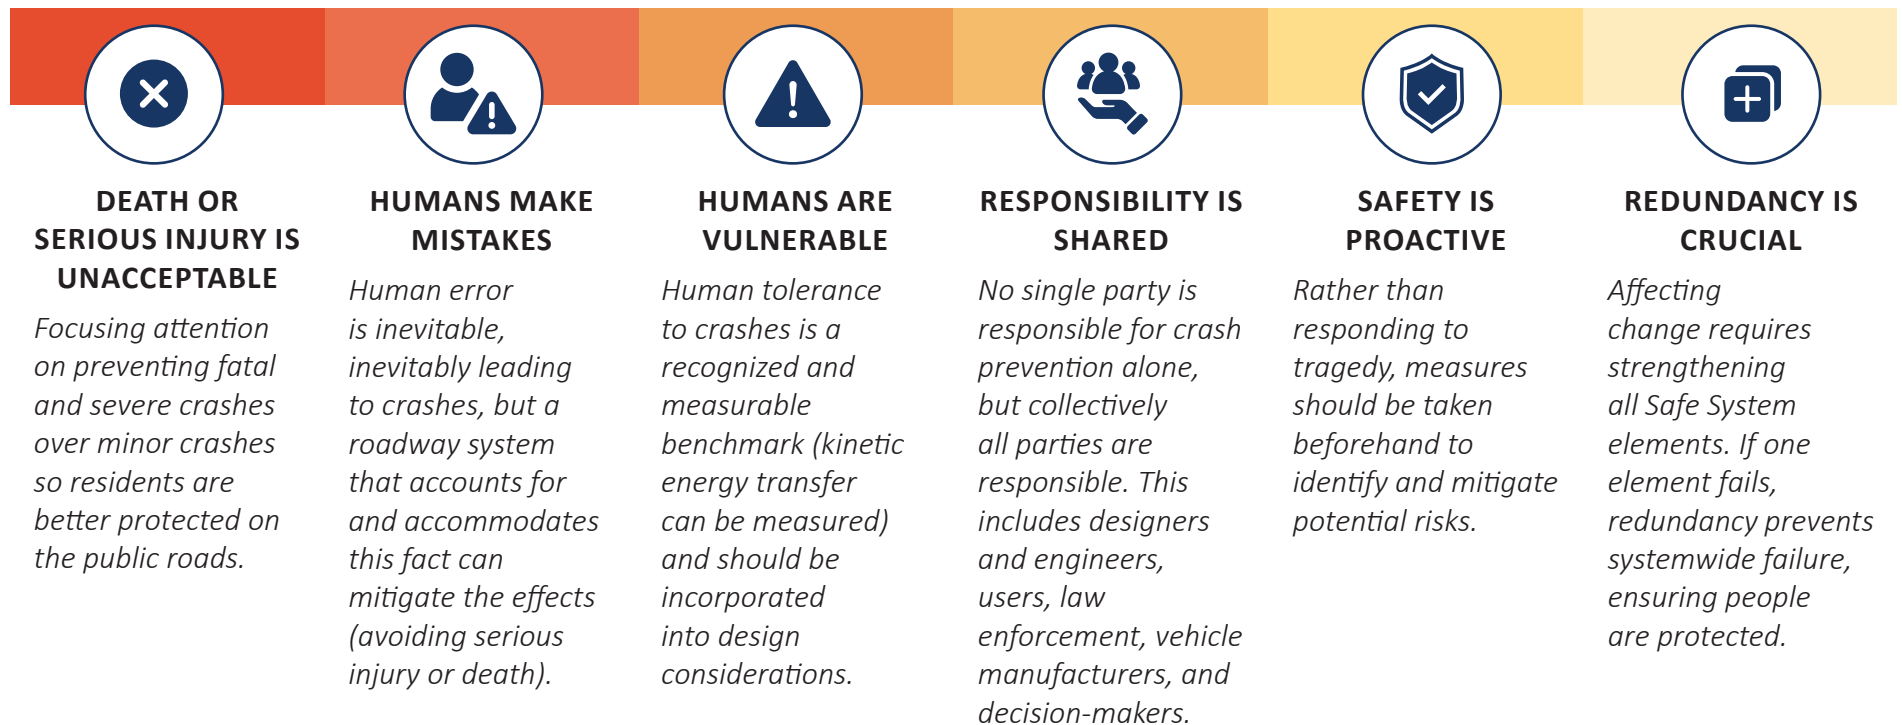 DEATH OR
SERIOUS INJURY IS
UNACCEPTABLE
Focusing attention
on preventing fatal
and severe crashes
over minor crashes
so residents are
better protected on
the public roads.
HUMANS MAKE
MISTAKES
Human error
is inevitable,
inevitably leading
to crashes, but a
roadway system
that accounts for
and accommodates
this fact can
mitigate the effects
(avoiding serious
injury or death).
HUMANS ARE
VULNERABLE
Human tolerance
to crashes is a
recognized and
measurable
benchmark (kinetic
energy transfer
can be measured)
and should be
incorporated
into design
considerations.
RESPONSIBILITY IS
SHARED
No single party is
responsible for crash
prevention alone,
but collectively
all parties are
responsible. This
includes designers
and engineers,
users, law
enforcement, vehicle
manufacturers, and
decision-makers.
SAFETY IS
PROACTIVE
Rather than
responding to
tragedy, measures
should be taken
beforehand to
identify and mitigate
potential risks.
REDUNDANCY IS
CRUCIAL
Affecting
change requires
strengthening
all Safe System
elements. If one
element fails,
redundancy prevents
systemwide failure,
ensuring people
are protected.